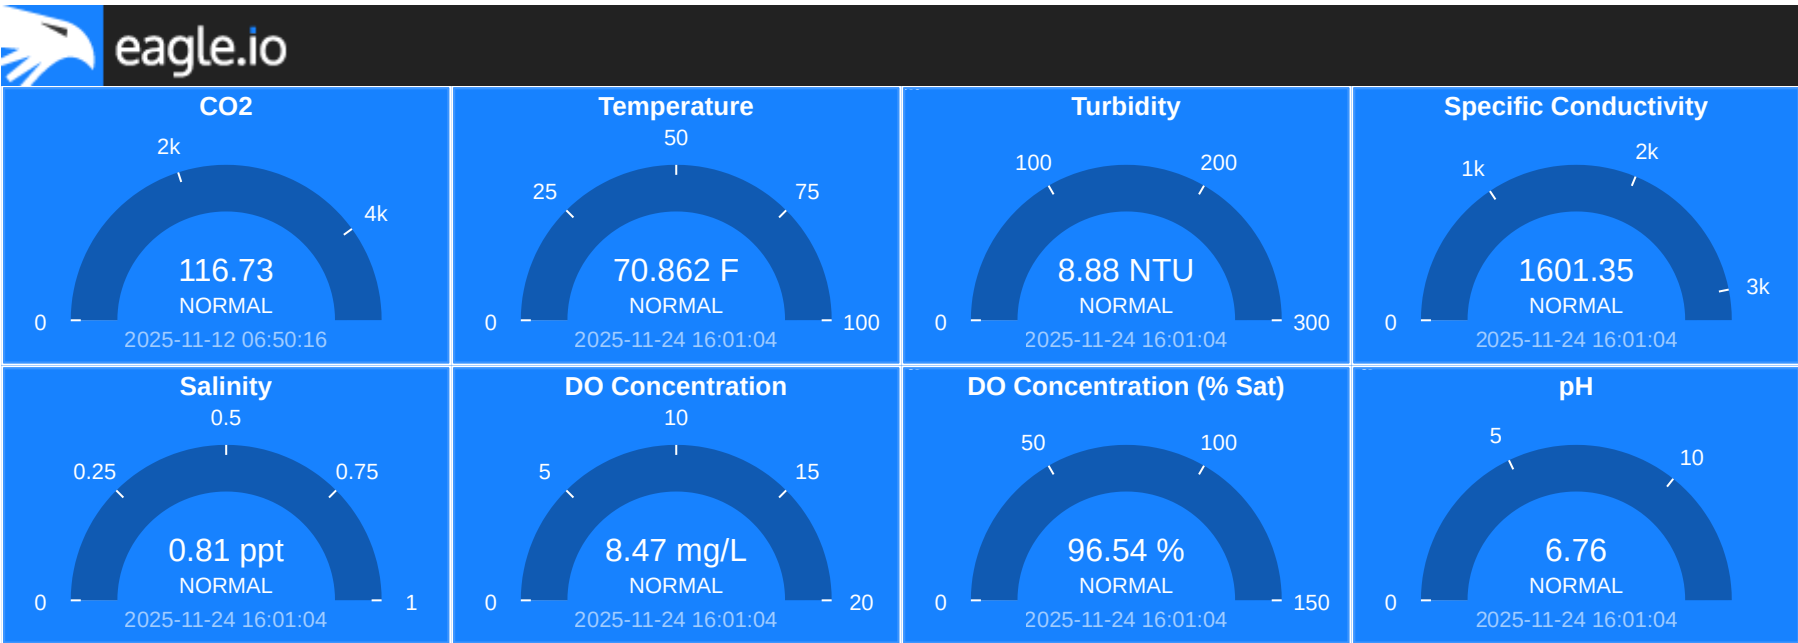 eagle.io
CO2
2k
4k
116.73
NORMAL
0
2025-11-12 06:50:16
Temperature
50
25
75
70.862 F
NORMAL
0
100
2025-11-24 16:01:04
Turbidity
100
200
8.88 NTU
NORMAL
0
300
2025-11-24 16:01:04
Specific Conductivity
2k
1k
1601.35
3k
NORMAL
0
2025-11-24 16:01:04
Salinity
0.5
0.25
0.75
0.81 ppt
NORMAL
0
1
2025-11-24 16:01:04
DO Concentration
10
5
15
8.47 mg/L
NORMAL
0
20
2025-11-24 16:01:04
DO Concentration (% Sat)
50
100
96.54 %
NORMAL
0
150
2025-11-24 16:01:04
pH
5
10
6.76
NORMAL
0
2025-11-24 16:01:04